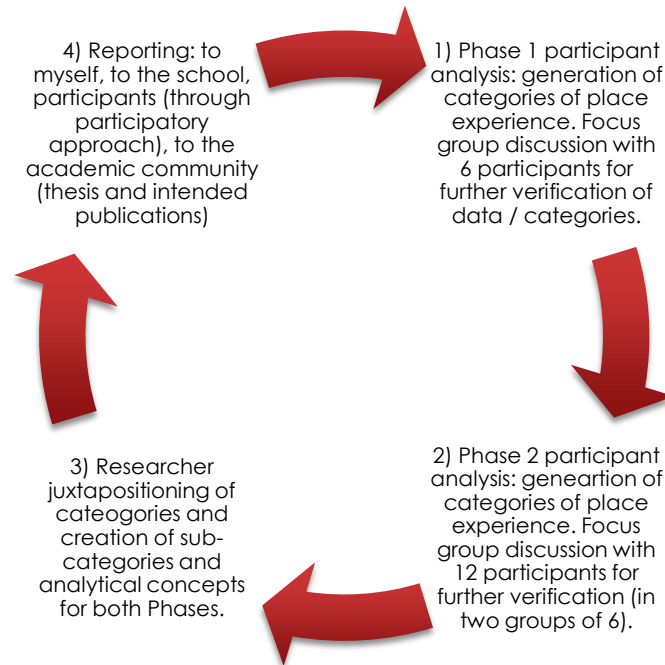 4) Reporting: to
myself, to the school,
participants (through
participatory
approach), to the
academic community
(thesis and intended
publications)
1) Phase 1 participant
analysis: generation of
categories of place
experience. Focus
group discussion with
6 participants for
further verification of
data / categories.
2) Phase 2 participant
analysis: geneartion of
categories of place
experience. Focus
group discussion with
12 participants for
further verification (in
two groups of 6).
3) Researcher
juxtapositioning of
cateogories and
creation of sub-
categories and
analytical concepts
for both Phases.